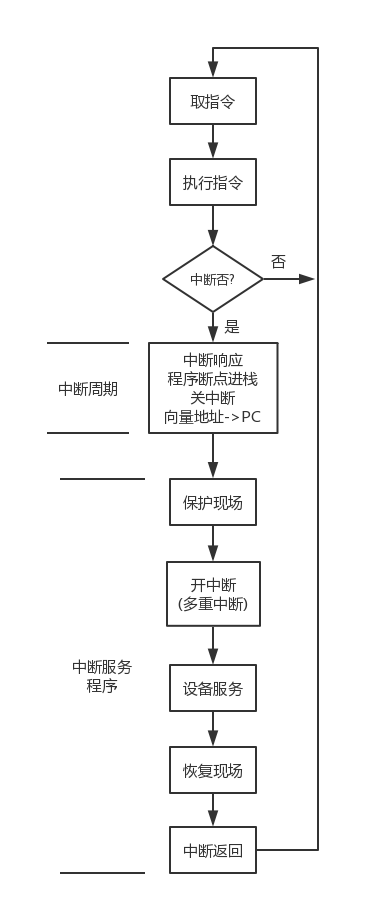 取指令
执行指令
中断否?
否
是
中断周期
中断响应
程序断点进栈
关中断
向量地址->PC
保护现场
开中断
(多重中断)
中断服务
程序
设备服务
恢复现场
中断返回